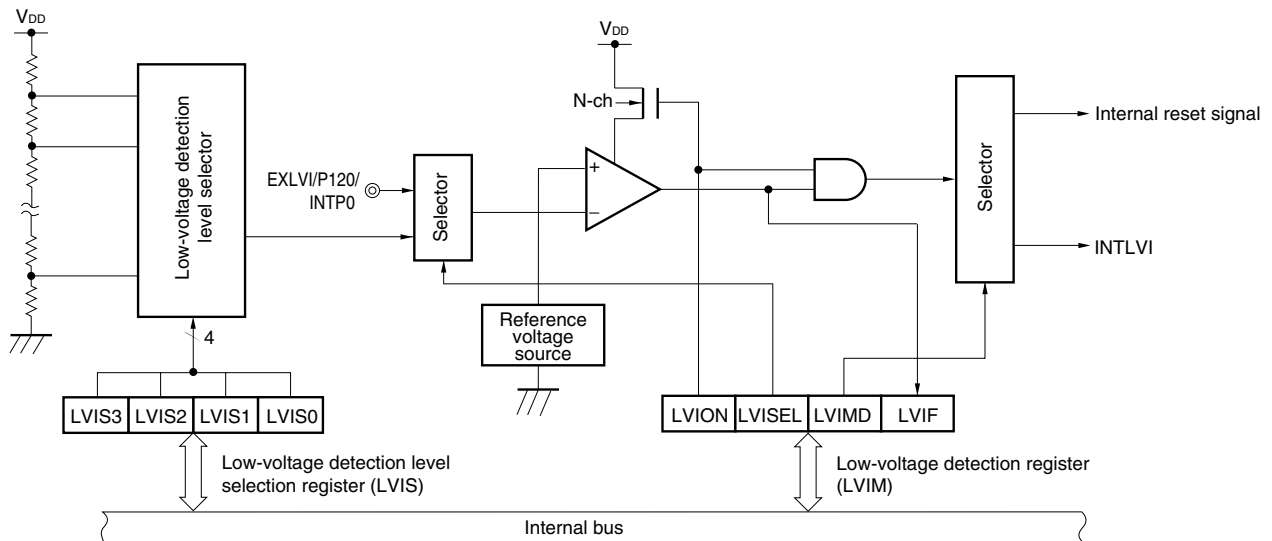 VDD
Low-voltage detection
level selector
4
LVIS3 LVIS2 LVIS1 LVIS0
Low-voltage detection level
selection register (LVIS)
EXLVI/P120/
INTP0
Selector
VDD
N-ch
+
−
Reference
voltage
source
Selector
Internal reset signal
INTLVI
LVION LVISEL LVIMD LVIF
Low-voltage detection register
(LVIM)
Internal bus